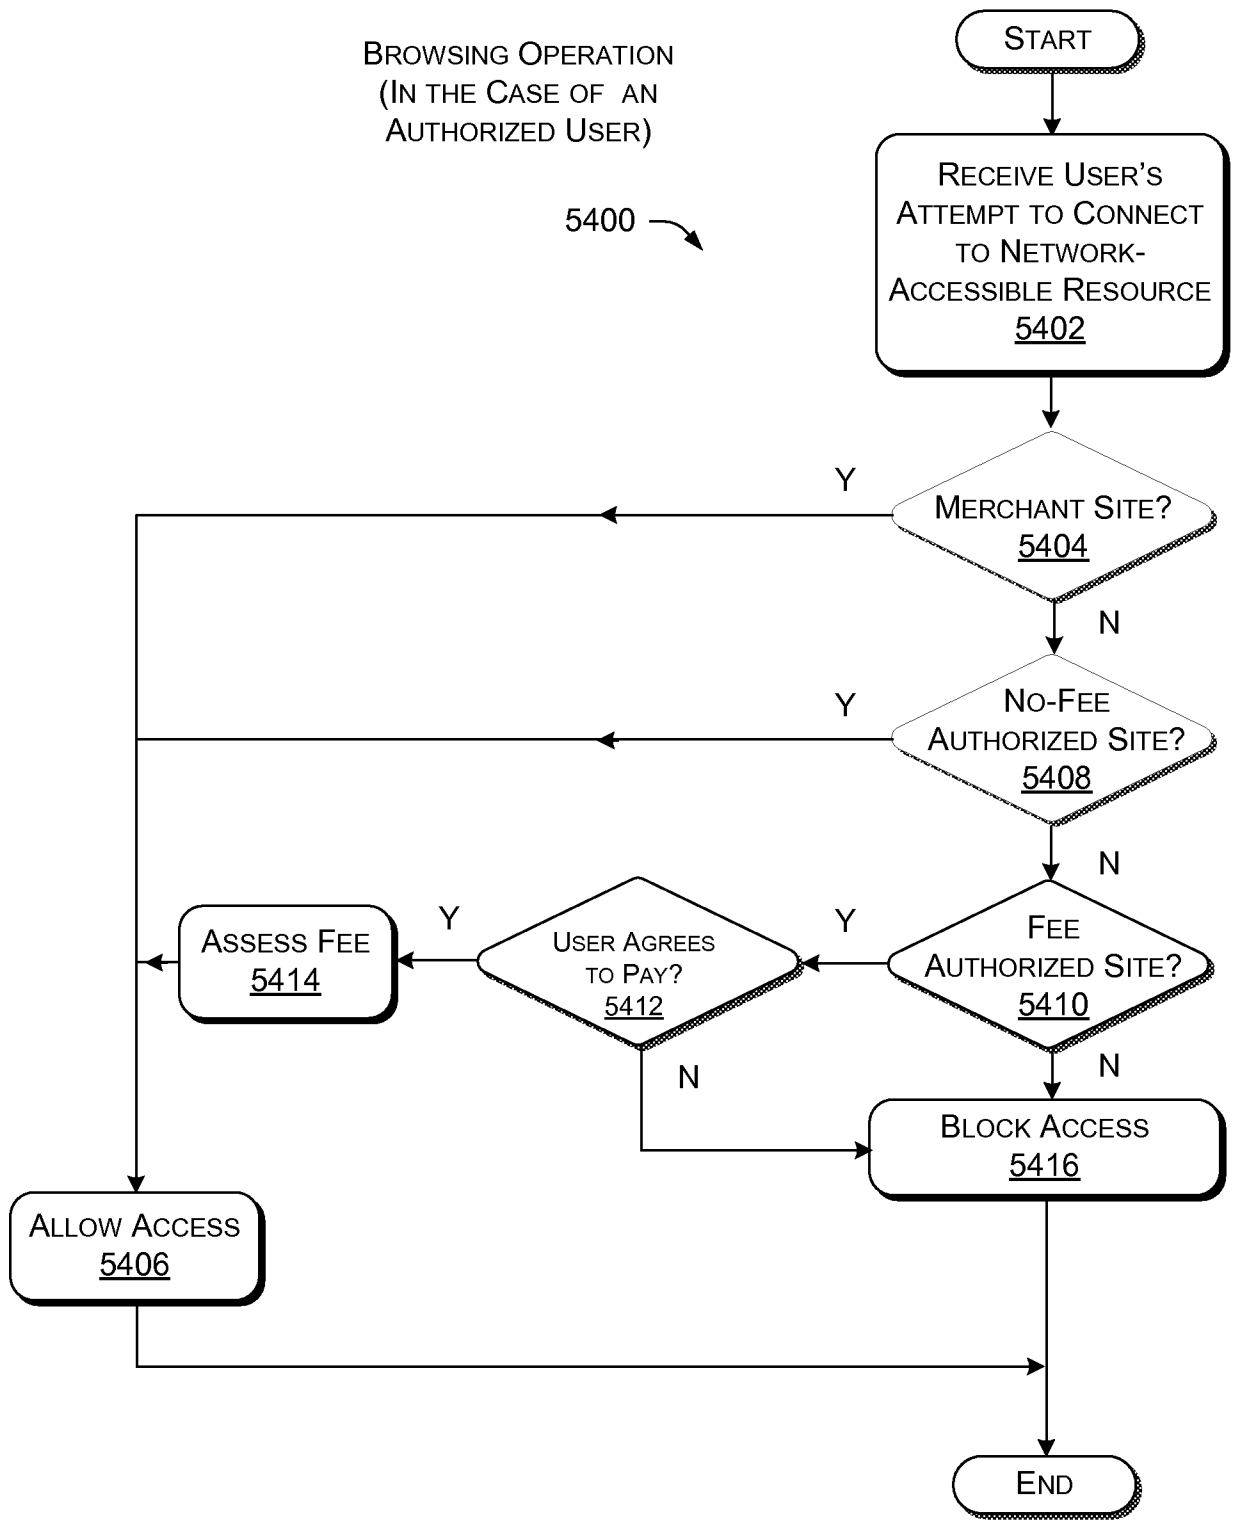 Start
Browsing Operation
(In the Case of an
Authorized User)
5400
Receive User's
Attempt to Connect
to Network-
Accessible Resource
5402
Y
Merchant Site?
5404
N
Y
No-Fee
Authorized Site?
5408
N
Assess Fee
5414
Y
User Agrees
to Pay?
5412
Y
Fee
Authorized Site?
5410
N
N
Block Access
5416
Allow Access
5406
End